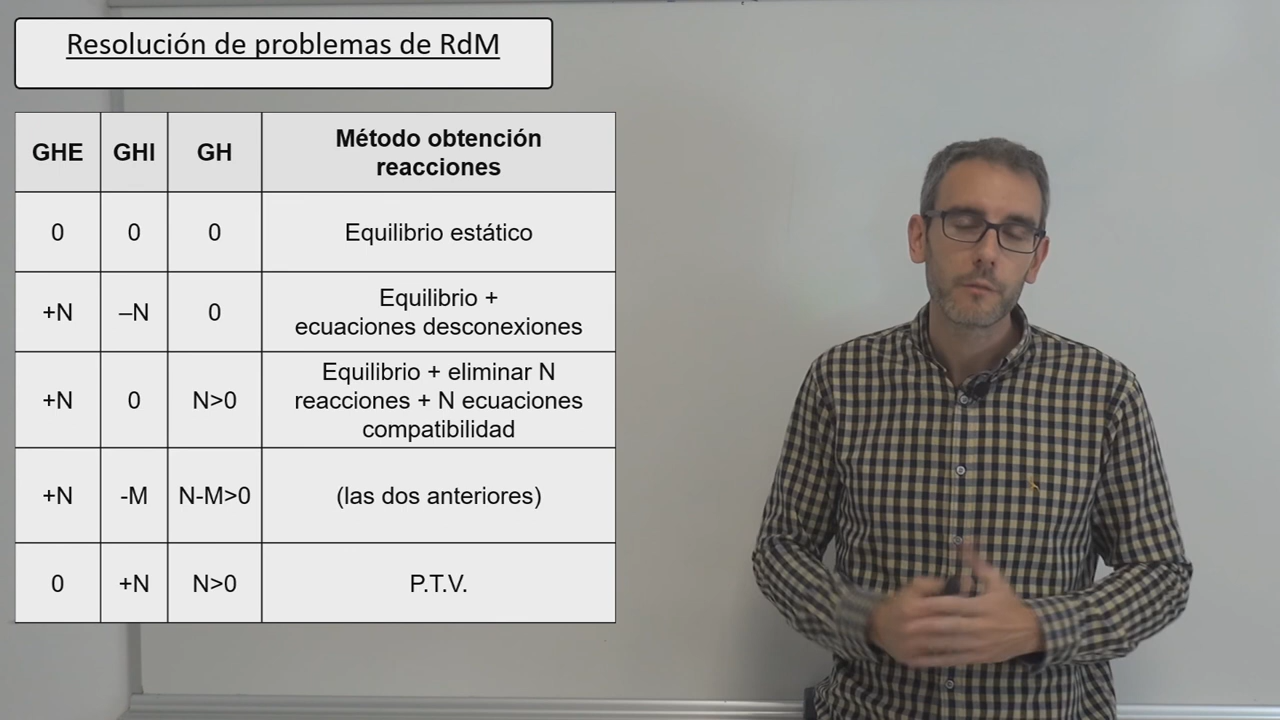 Resolución de problemas de RdM
GHE GHI GH Método obtención
reacciones
0 0 0 Equilibrio estático
+N –N 0 Equilibrio +
ecuaciones desconexiones
+N 0 N>0 Equilibrio + eliminar N
reacciones + N ecuaciones
compatibilidad
+N -M N-M>0 (las dos anteriores)
0 +N N>0 P.T.V.